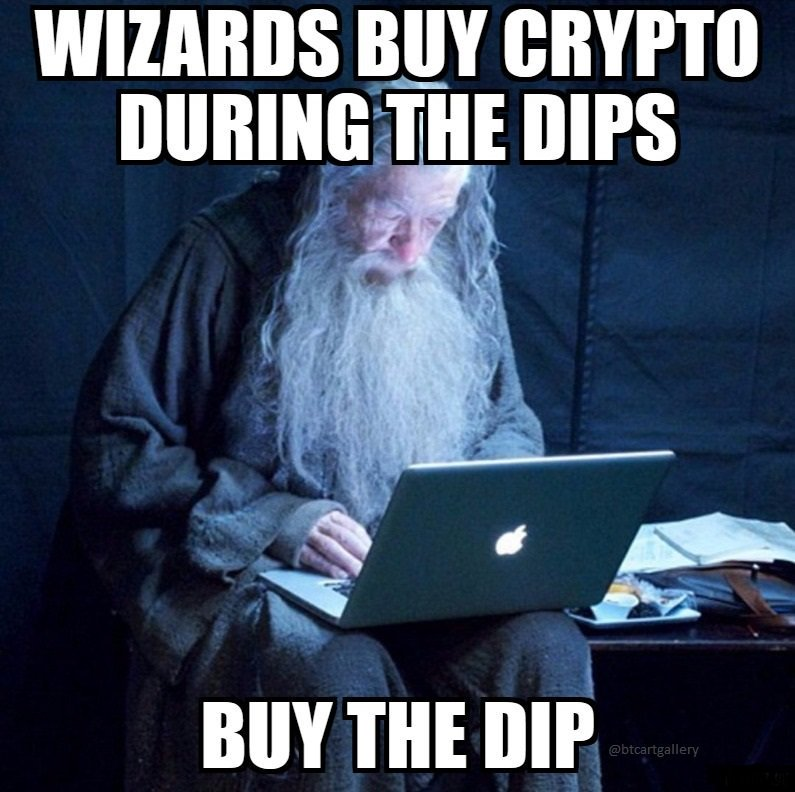 WIZARDS BUY CRYPTO
DURING THE DIPS
BUY THE DIP
@btcartgallery